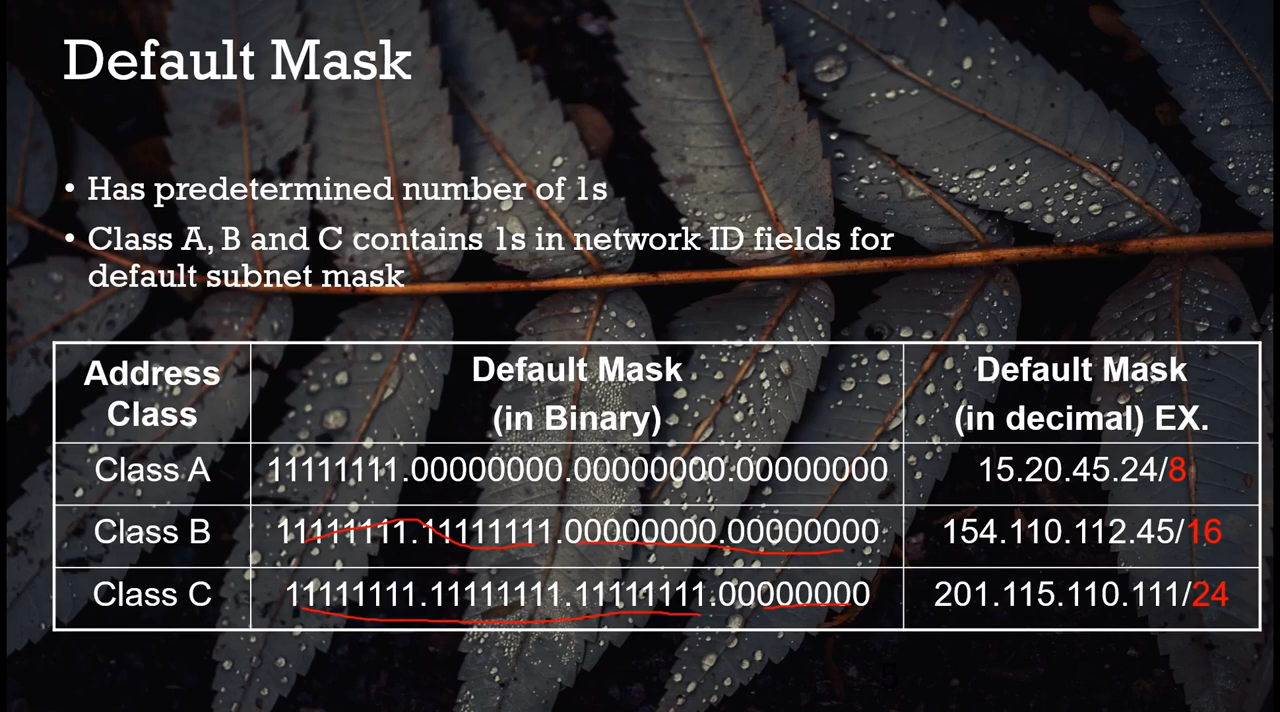 Default Mask
• Has predetermined number of 1s
• Class A, B and C contains 1s in network ID fields for
default subnet mask
Address
Class
Default Mask
(in Binary)
Default Mask
(in decimal) EX.
Class A
11111111.00000000.00000000.00000000
15.20.45.24/8
Class B
11111111.11111111.00000000.00000000
154.110.112.45/16
Class C
11111111.11111111.11111111.00000000
201.115.110.111/24
5